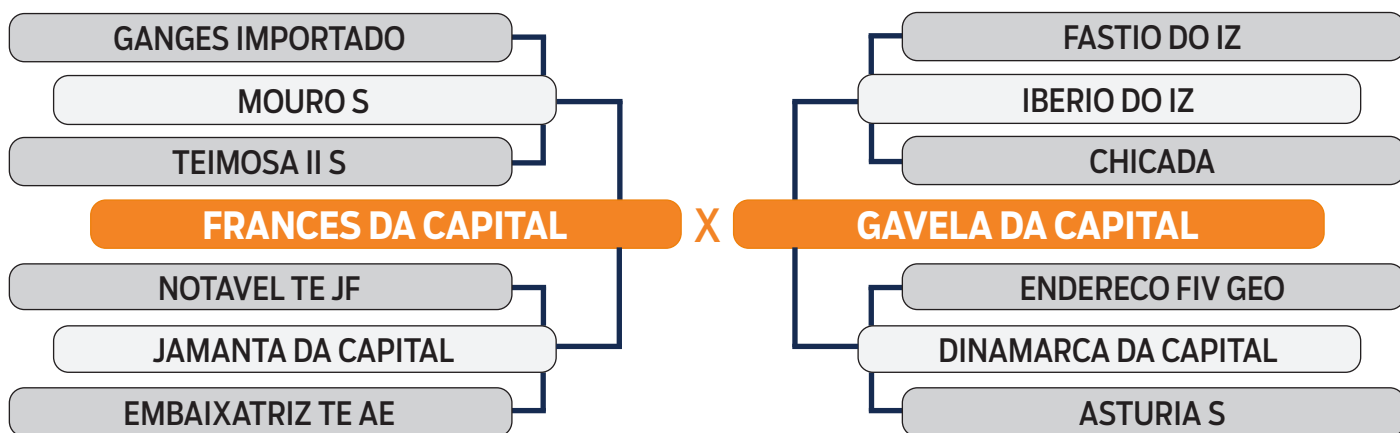 GANGES IMPORTADO
MOURO S
TEIMOSA II S
FRANCES DA CAPITAL
NOTAVEL TE JF
JAMANTA DA CAPITAL
EMBAIXATRIZ TE AE
X
FASTIO DO IZ
IBERIO DO IZ
CHICADA
GAVELA DA CAPITAL
ENDERECO FIV GEO
DINAMARCA DA CAPITAL
ASTURIA S